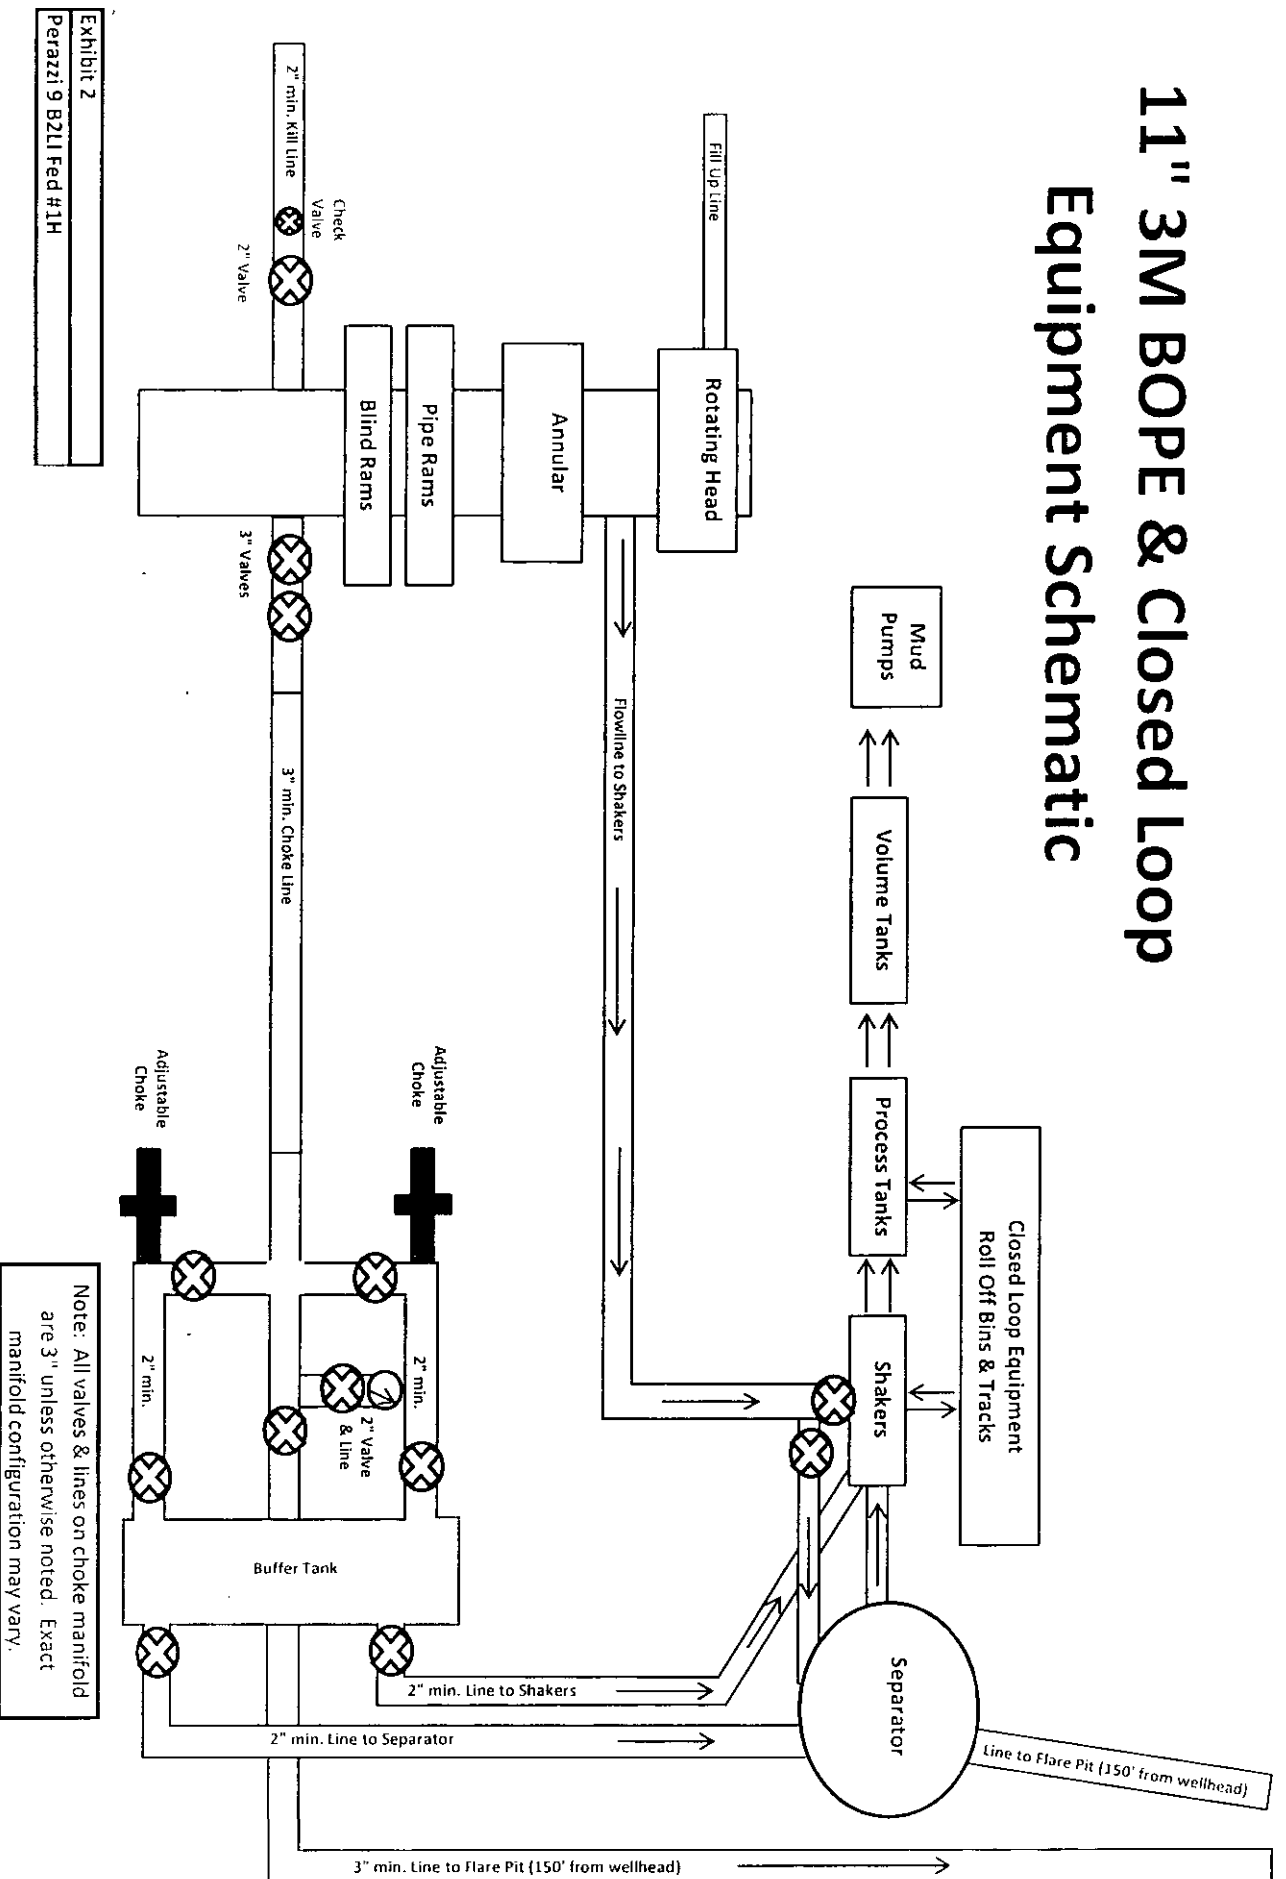 11" 3M BOPE & Closed Loop
Equipment Schematic
Fill Up Line
Rotating Head
Annular
Pipe Rams
Blind Rams
Check
Valve
2" min. Kill Line
2" Valve
3" Valves
3" min. Choke Line
Flowline to Shakers
Mud
Pumps
Volume Tanks
Process Tanks
Shakers
Closed Loop Equipment
Roll Off Bins & Tracks
Separator
Line to Flare Pit (150' from wellhead)
Adjustable
Choke
Adjustable
Choke
2" min.
2" Valve
& Line
2" min.
Buffer Tank
2" min. Line to Shakers
2" min. Line to Separator
3" min. Line to Flare Pit (150' from wellhead)
Note: All valves & lines on choke manifold
are 3" unless otherwise noted. Exact
manifold configuration may vary.
Exhibit 2
Perazzi 9 B2LI Fed #1H